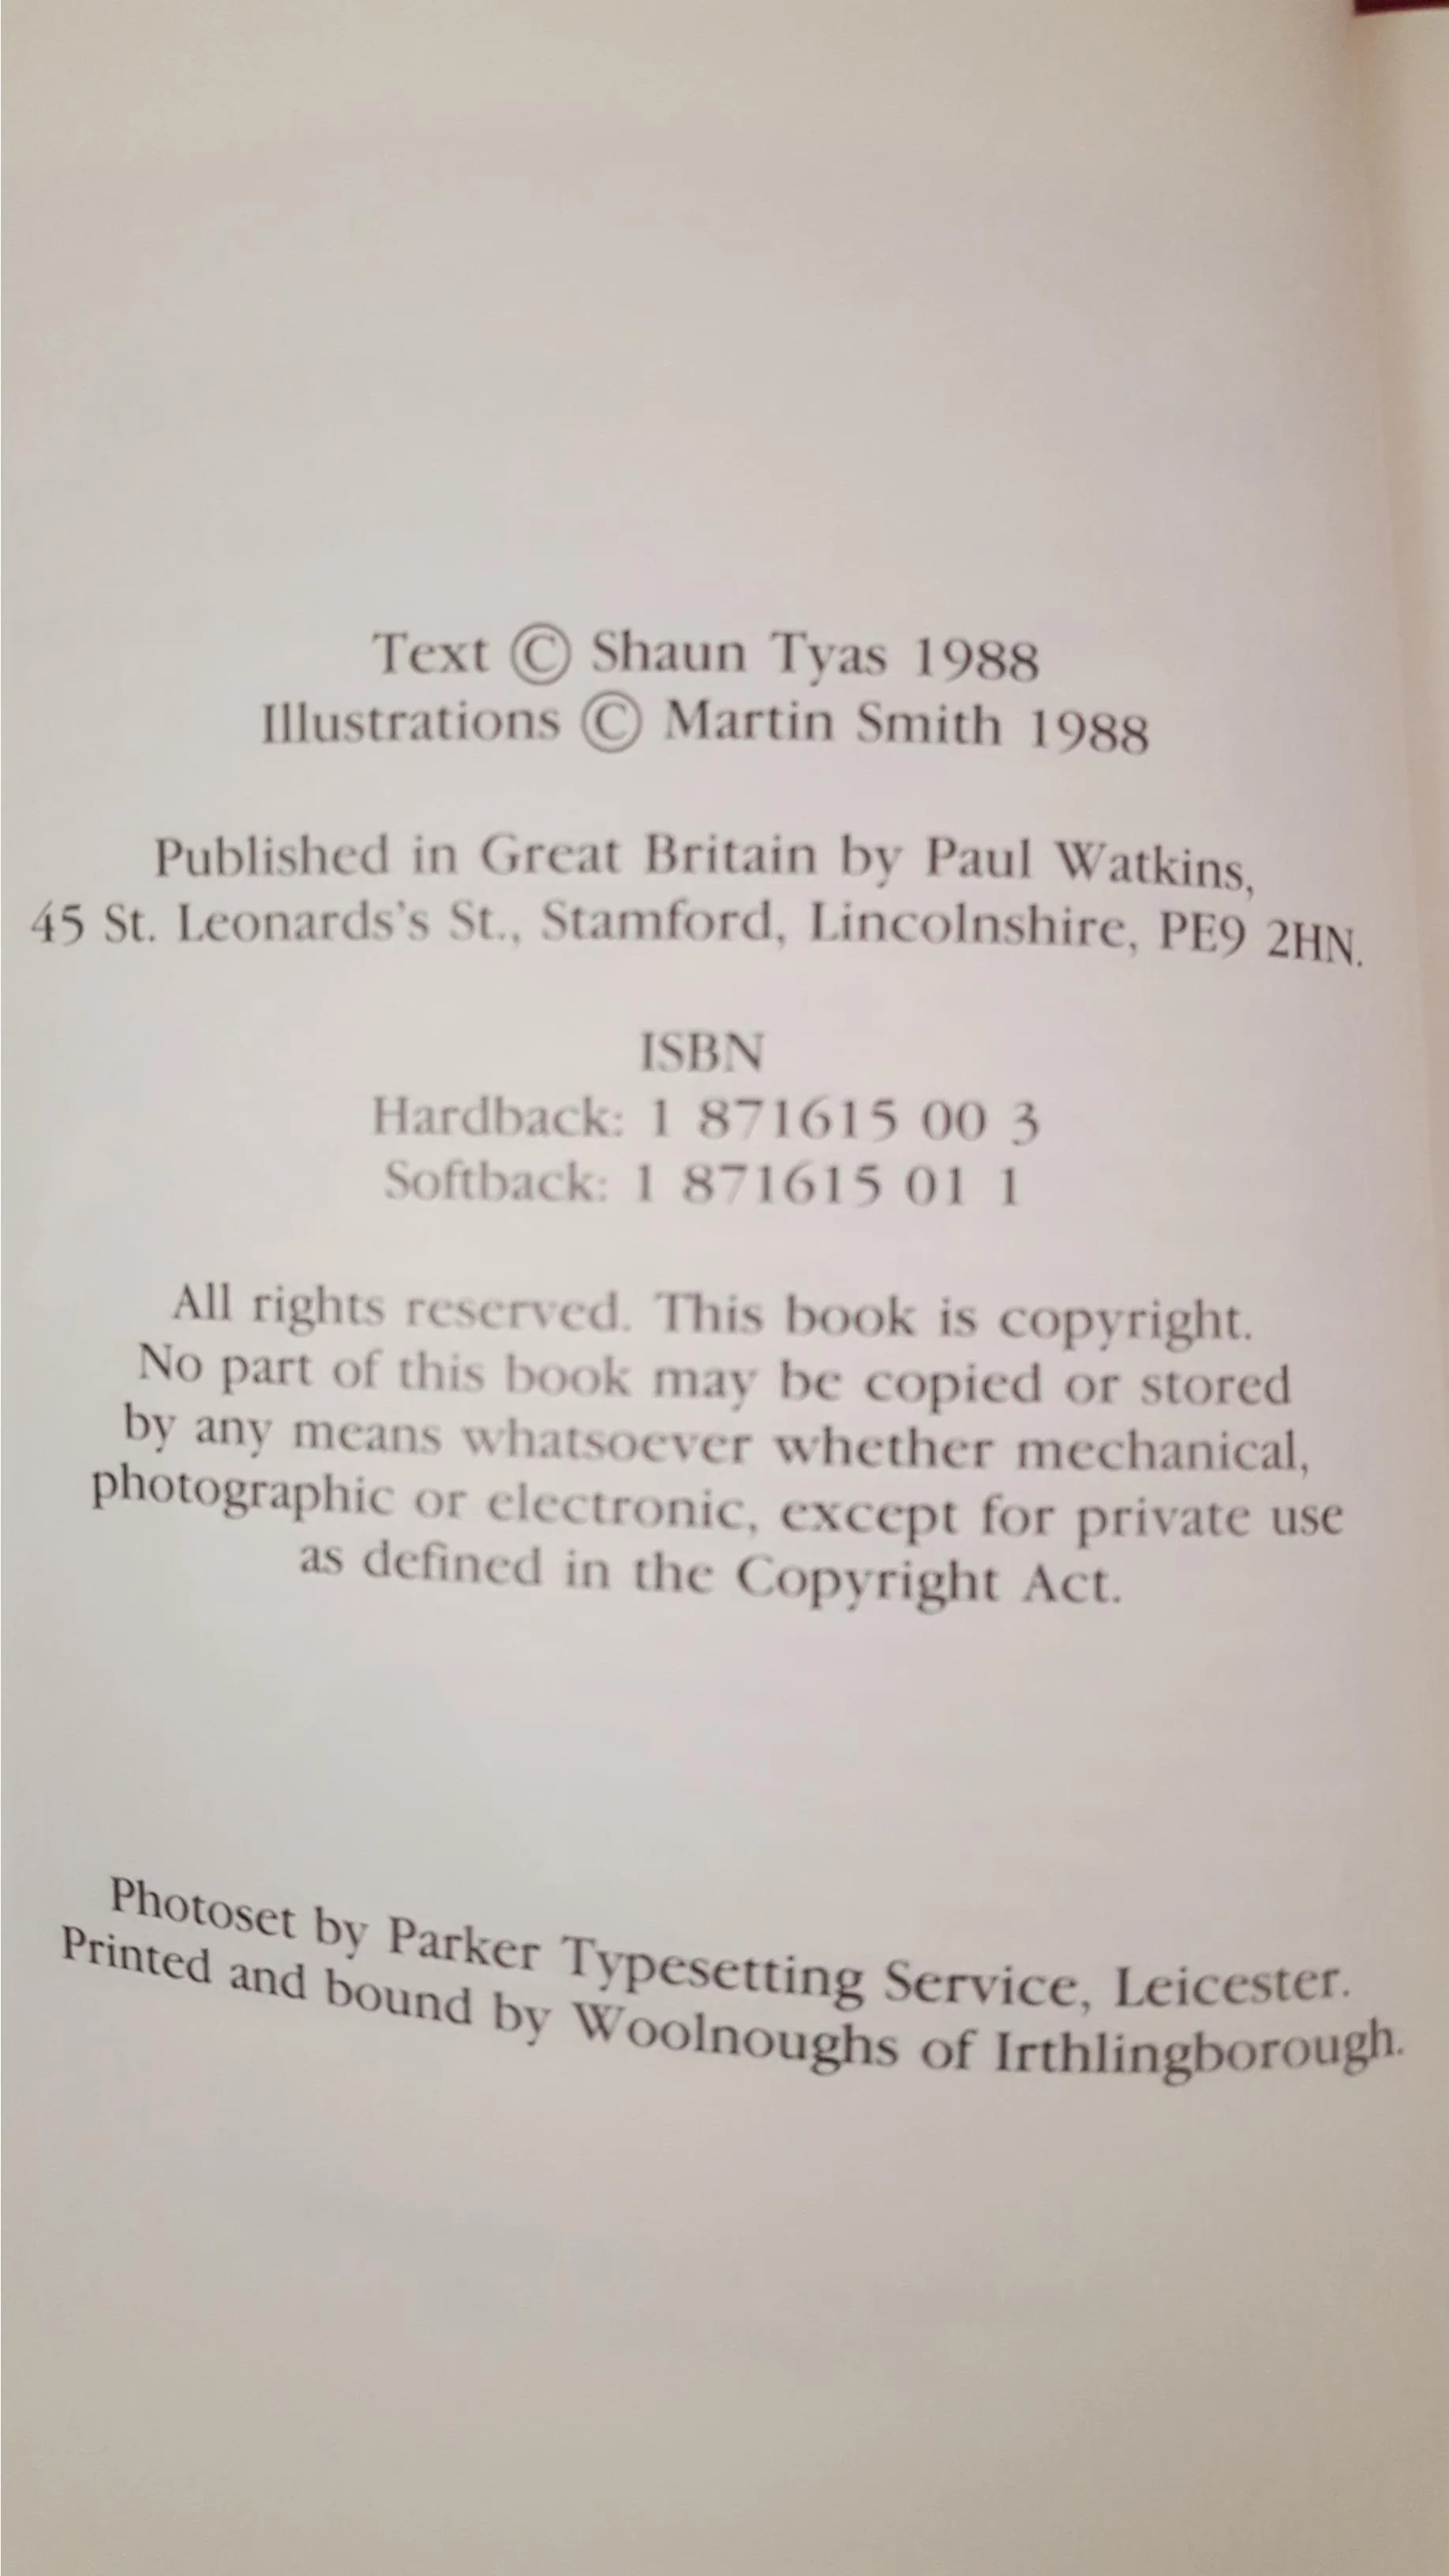 Text © Shaun Tyas 1988
Illustrations © Martin Smith 1988
Published in Great Britain by Paul Watkins,
45 St. Leonards's St., Stamford, Lincolnshire, PE9 2HN.
ISBN
Hardback: 1 871615 00 3
Softback: 1 871615 01 1
All rights reserved. This book is copyright.
No part of this book may be copied or stored
by any means whatsoever whether mechanical,
photographic or electronic, except for private use
as defined in the Copyright Act.
Photoset by Parker Typesetting Service, Leicester.
Printed and bound by Woolnoughs of Irthlingborough.